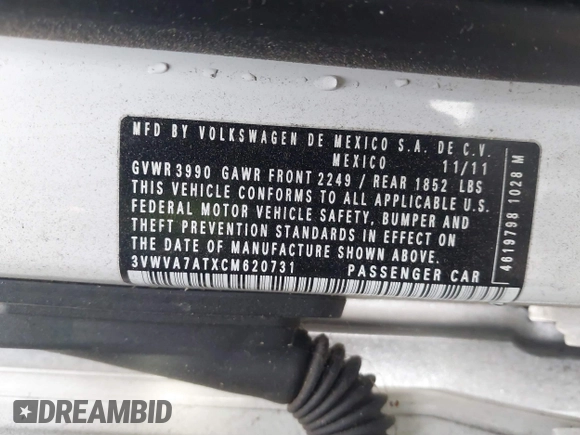 MFD BY VOLKSWAGEN DE MEXICO S.A. DE C.V.
MEXICO 11/11
GVWR 3990 GAWR FRONT 2249 / REAR 1852 LBS
THIS VEHICLE CONFORMS TO ALL APPLICABLE U.S.
FEDERAL MOTOR VEHICLE SAFETY, BUMPER AND
THEFT PREVENTION STANDARDS IN EFFECT ON
THE DATE OF MANUFACTURE SHOWN ABOVE.
3VWVA7ATXCM620731 PASSENGER CAR
4619798 1028 M
DREAMBID